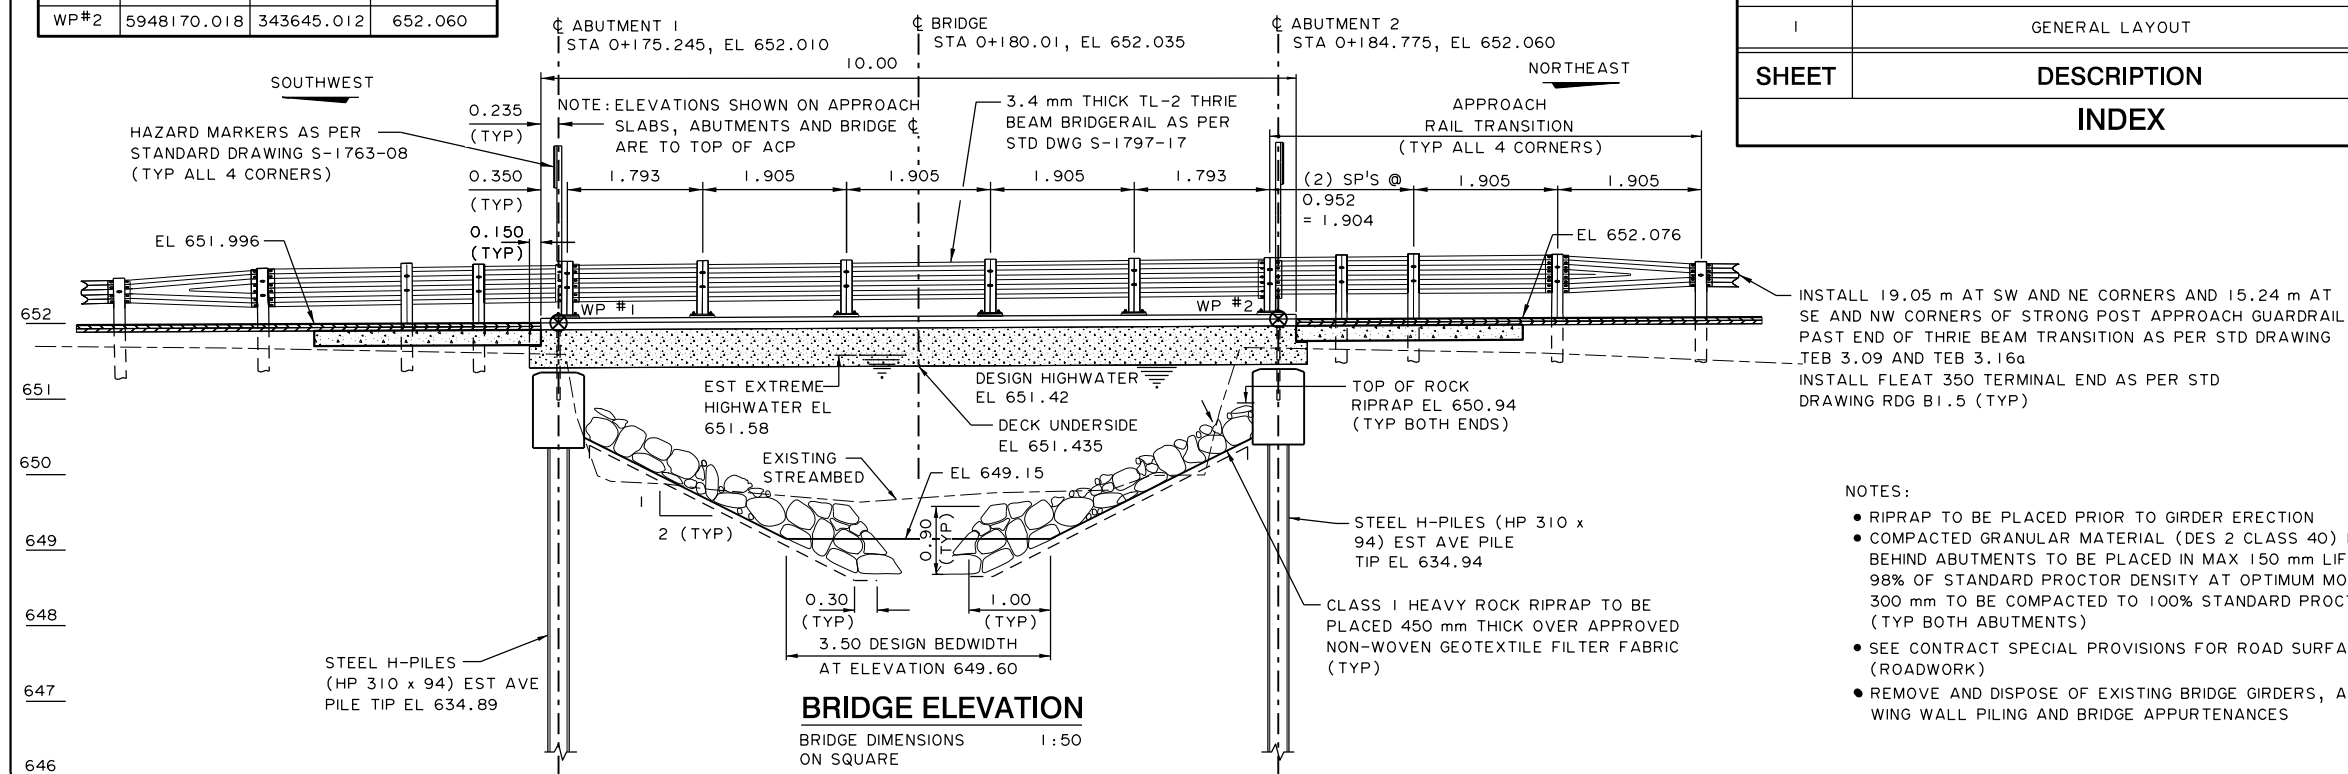 WP#2 5948170.018 343645.012 652.060
℄ ABUTMENT 1
STA 0+175.245, EL 652.010
℄ BRIDGE
STA 0+180.01, EL 652.035
℄ ABUTMENT 2
STA 0+184.775, EL 652.060
1 GENERAL LAYOUT
SHEET DESCRIPTION
INDEX
SOUTHWEST
NORTHEAST
10.00
HAZARD MARKERS AS PER
STANDARD DRAWING S-1763-08
(TYP ALL 4 CORNERS)
0.235
(TYP)
NOTE: ELEVATIONS SHOWN ON APPROACH
SLABS, ABUTMENTS AND BRIDGE ℄
ARE TO TOP OF ACP
3.4 mm THICK TL-2 THRIE
BEAM BRIDGERAIL AS PER
STD DWG S-1797-17
APPROACH
RAIL TRANSITION
(TYP ALL 4 CORNERS)
0.350
(TYP)
1.793 1.905 1.905 1.905 1.793
(2) SP'S @
0.952
= 1.904
1.905 1.905
0.150
(TYP)
EL 651.996
EL 652.076
WP #1
WP #2
652
651
650
649
648
647
646
INSTALL 19.05 m AT SW AND NE CORNERS AND 15.24 m AT
SE AND NW CORNERS OF STRONG POST APPROACH GUARDRAIL
PAST END OF THRIE BEAM TRANSITION AS PER STD DRAWING
TEB 3.09 AND TEB 3.16a
INSTALL FLEAT 350 TERMINAL END AS PER STD
DRAWING RDG B1.5 (TYP)
EST EXTREME
HIGHWATER EL
651.58
DESIGN HIGHWATER
EL 651.42
DECK UNDERSIDE
EL 651.435
TOP OF ROCK
RIPRAP EL 650.94
(TYP BOTH ENDS)
EXISTING
STREAMBED
EL 649.15
1
2 (TYP)
0.90
(TYP)
1
0.30
(TYP)
1.00
(TYP)
3.50 DESIGN BEDWIDTH
AT ELEVATION 649.60
STEEL H-PILES (HP 310 x
94) EST AVE PILE
TIP EL 634.94
CLASS 1 HEAVY ROCK RIPRAP TO BE
PLACED 450 mm THICK OVER APPROVED
NON-WOVEN GEOTEXTILE FILTER FABRIC
(TYP)
STEEL H-PILES
(HP 310 x 94) EST AVE
PILE TIP EL 634.89
BRIDGE ELEVATION
BRIDGE DIMENSIONS 1:50
ON SQUARE
NOTES:
• RIPRAP TO BE PLACED PRIOR TO GIRDER ERECTION
• COMPACTED GRANULAR MATERIAL (DES 2 CLASS 40)
BEHIND ABUTMENTS TO BE PLACED IN MAX 150 mm
98% OF STANDARD PROCTOR DENSITY AT OPTIMUM
300 mm TO BE COMPACTED TO 100% STANDARD
(TYP BOTH ABUTMENTS)
• SEE CONTRACT SPECIAL PROVISIONS FOR ROAD
(ROADWORK)
• REMOVE AND DISPOSE OF EXISTING BRIDGE GIRDERS,
WING WALL PILING AND BRIDGE APPURTENANCES